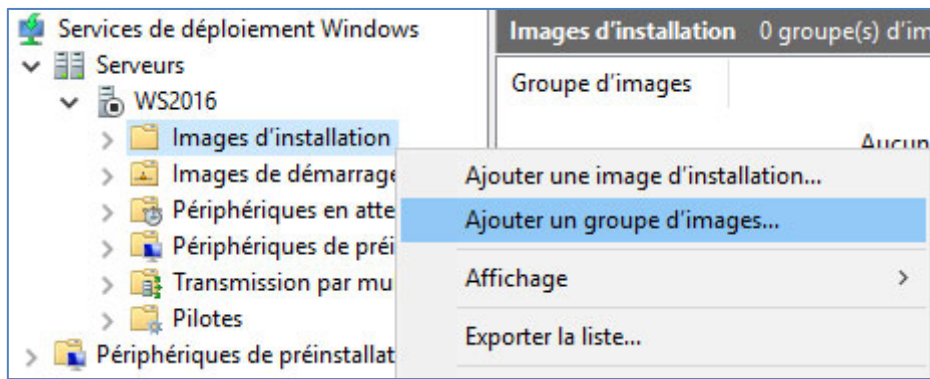 Services de déploiement Windows
Serveurs
WS2016
Images d'installation
Images de démarrage
Périphériques en atte
Périphériques de préi
Transmission par mu
Pilotes
Périphériques de préinstallat
Images d'installation 0 groupe(s) d'im
Groupe d'images
Aucun
Ajouter une image d'installation...
Ajouter un groupe d'images...
Affichage
Exporter la liste...